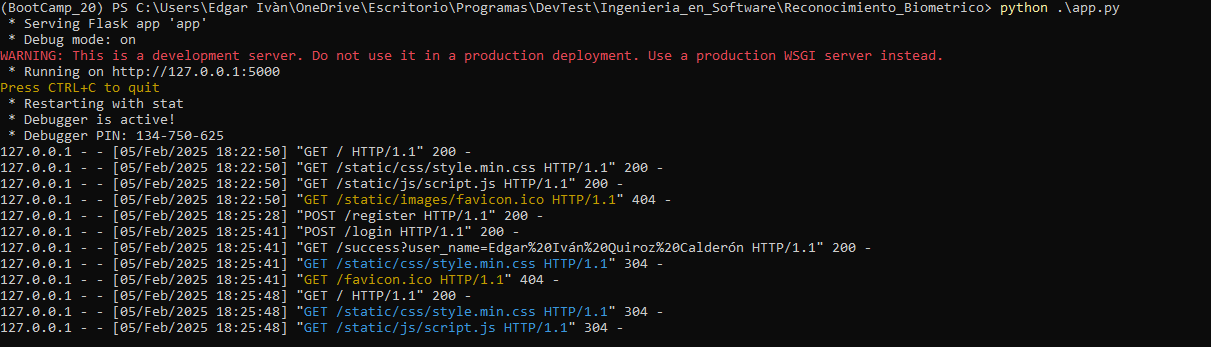 (BootCamp_20) PS C:\Users\Edgar Ivàn\OneDrive\Escritorio\Programas\DevTest\Ingenieria_en_Software\Reconocimiento_Biometrico> python .\app.py
 * Serving Flask app 'app'
 * Debug mode: on
WARNING: This is a development server. Do not use it in a production deployment. Use a production WSGI server instead.
 * Running on http://127.0.0.1:5000
Press CTRL+C to quit
 * Restarting with stat
 * Debugger is active!
 * Debugger PIN: 134-750-625
127.0.0.1 - - [05/Feb/2025 18:22:50] "GET / HTTP/1.1" 200 -
127.0.0.1 - - [05/Feb/2025 18:22:50] "GET /static/css/style.min.css HTTP/1.1" 200 -
127.0.0.1 - - [05/Feb/2025 18:22:50] "GET /static/js/script.js HTTP/1.1" 200 -
127.0.0.1 - - [05/Feb/2025 18:22:50] "GET /static/images/favicon.ico HTTP/1.1" 404 -
127.0.0.1 - - [05/Feb/2025 18:25:28] "POST /register HTTP/1.1" 200 -
127.0.0.1 - - [05/Feb/2025 18:25:41] "POST /login HTTP/1.1" 200 -
127.0.0.1 - - [05/Feb/2025 18:25:41] "GET /success?user_name=Edgar%20Iván%20Quiroz%20Calderón HTTP/1.1" 200 -
127.0.0.1 - - [05/Feb/2025 18:25:41] "GET /static/css/style.min.css HTTP/1.1" 304 -
127.0.0.1 - - [05/Feb/2025 18:25:41] "GET /favicon.ico HTTP/1.1" 404 -
127.0.0.1 - - [05/Feb/2025 18:25:48] "GET / HTTP/1.1" 200 -
127.0.0.1 - - [05/Feb/2025 18:25:48] "GET /static/css/style.min.css HTTP/1.1" 304 -
127.0.0.1 - - [05/Feb/2025 18:25:48] "GET /static/js/script.js HTTP/1.1" 304 -